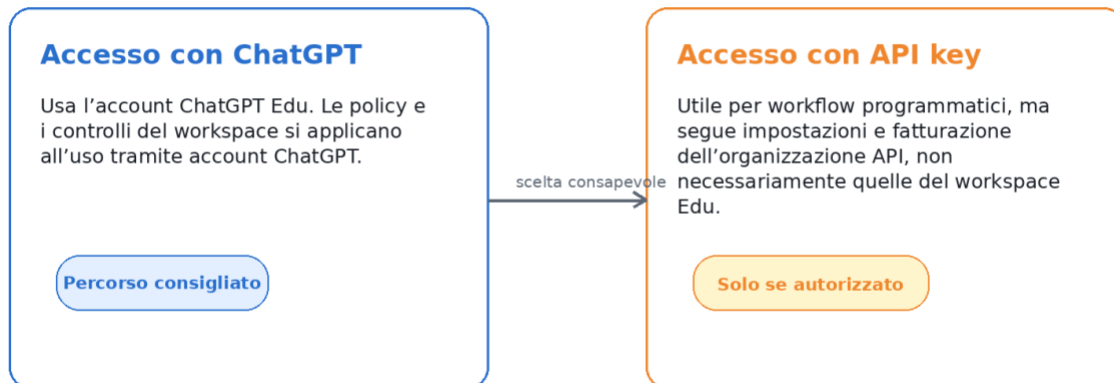 Accesso con ChatGPT
Usa l’account ChatGPT Edu. Le policy e
i controlli del workspace si applicano
all’uso tramite account ChatGPT.
Percorso consigliato
scelta consapevole
Accesso con API key
Utile per workflow programmatici, ma
segue impostazioni e fatturazione
dell’organizzazione API, non
necessariamente quelle del workspace
Edu.
Solo se autorizzato